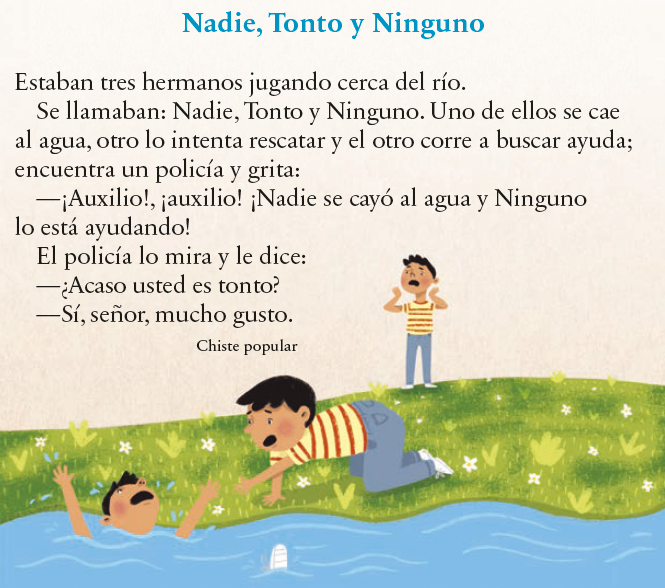 Nadie, Tonto y Ninguno
Estaban tres hermanos jugando cerca del río.
Se llamaban: Nadie, Tonto y Ninguno. Uno de ellos se cae
al agua, otro lo intenta rescatar y el otro corre a buscar ayuda;
encuentra un policía y grita:
—¡Auxilio!, ¡auxilio! ¡Nadie se cayó al agua y Ninguno
lo está ayudando!
El policía lo mira y le dice:
—¿Acaso usted es tonto?
—Sí, señor, mucho gusto.
Chiste popular